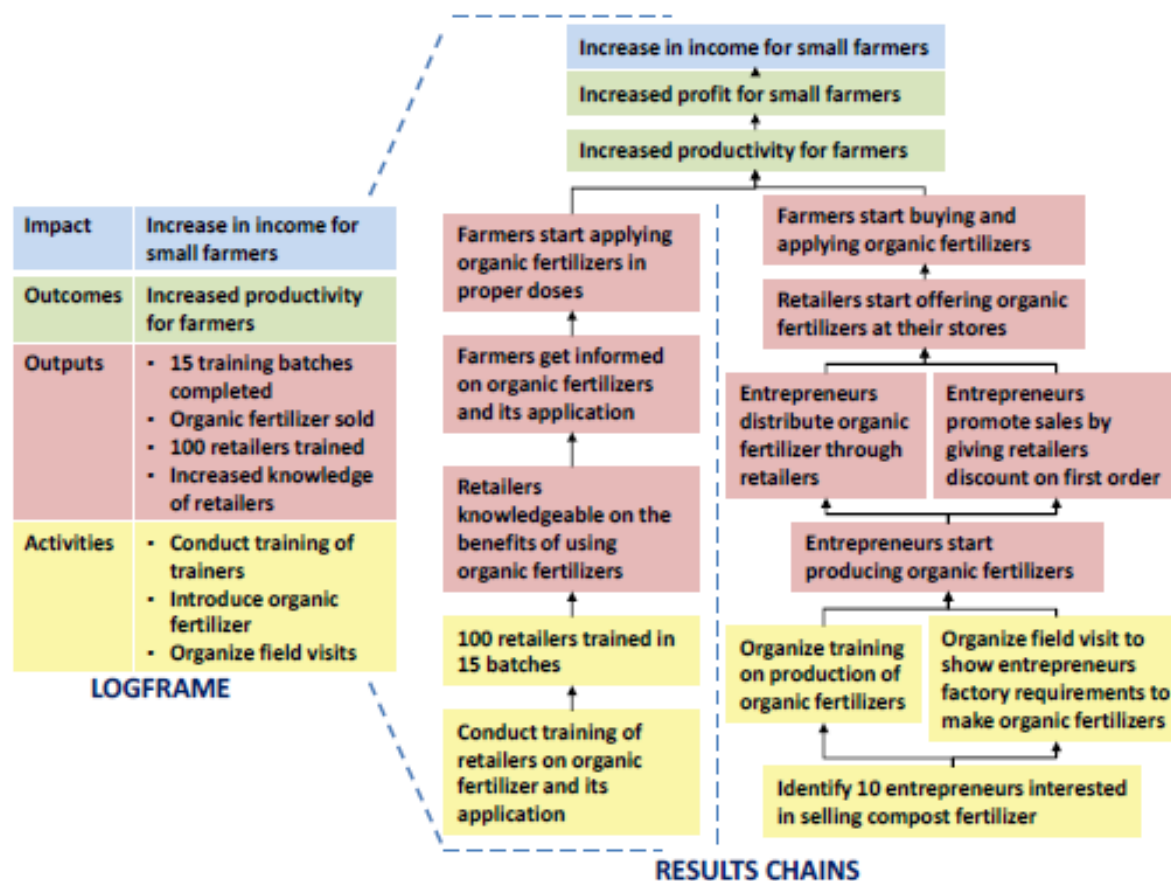 Impact
Increase in income for
small farmers
Outcomes
Increased productivity
for farmers
Outputs
▪ 15 training batches
completed
▪ Organic fertilizer sold
▪ 100 retailers trained
▪ Increased knowledge
of retailers
Activities
▪ Conduct training of
trainers
▪ Introduce organic
fertilizer
▪ Organize field visits
LOGFRAME
Increase in income for small farmers
Increased profit for small farmers
Increased productivity for farmers
Farmers start applying
organic fertilizers in
proper doses
Farmers get informed
on organic fertilizers
and its application
Retailers
knowledgeable on the
benefits of using
organic fertilizers
100 retailers trained in
15 batches
Conduct training of
retailers on organic
fertilizer and its
application
Farmers start buying and
applying organic fertilizers
Retailers start offering organic
fertilizers at their stores
Entrepreneurs
distribute organic
fertilizer through
retailers
Entrepreneurs
promote sales by
giving retailers
discount on first order
Entrepreneurs start
producing organic fertilizers
Organize training
on production of
organic fertilizers
Organize field visit to
show entrepreneurs
factory requirements to
make organic fertilizers
Identify 10 entrepreneurs interested
in selling compost fertilizer
RESULTS CHAINS